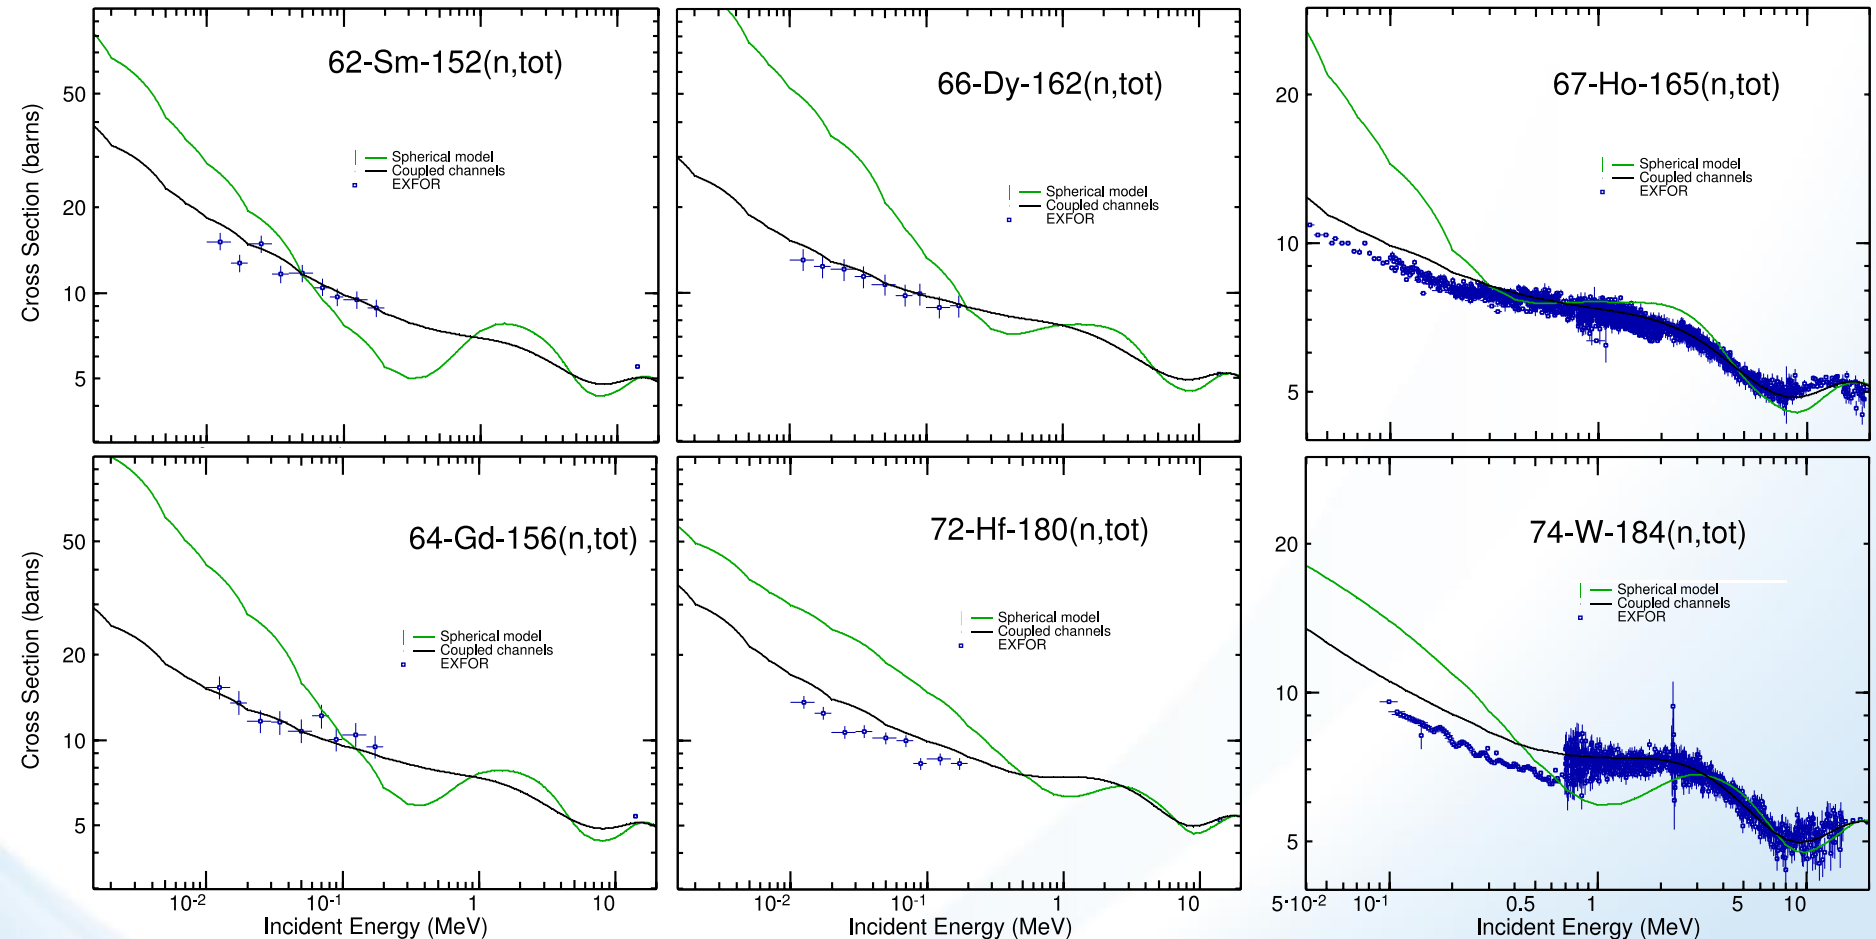 62-Sm-152(n,tot)
Cross Section (barns)
50
20
10
5
Spherical model
Coupled channels
EXFOR
66-Dy-162(n,tot)
Spherical model
Coupled channels
EXFOR
67-Ho-165(n,tot)
20
10
5
Spherical model
Coupled channels
EXFOR
64-Gd-156(n,tot)
Cross Section (barns)
50
20
10
5
Spherical model
Coupled channels
EXFOR
10-2 10-1 1 10
Incident Energy (MeV)
72-Hf-180(n,tot)
Spherical model
Coupled channels
EXFOR
10-2 10-1 1 10
Incident Energy (MeV)
74-W-184(n,tot)
20
10
5
Spherical model
Coupled channels
EXFOR
5·10-2 10-1 0.5 1 5 10
Incident Energy (MeV)